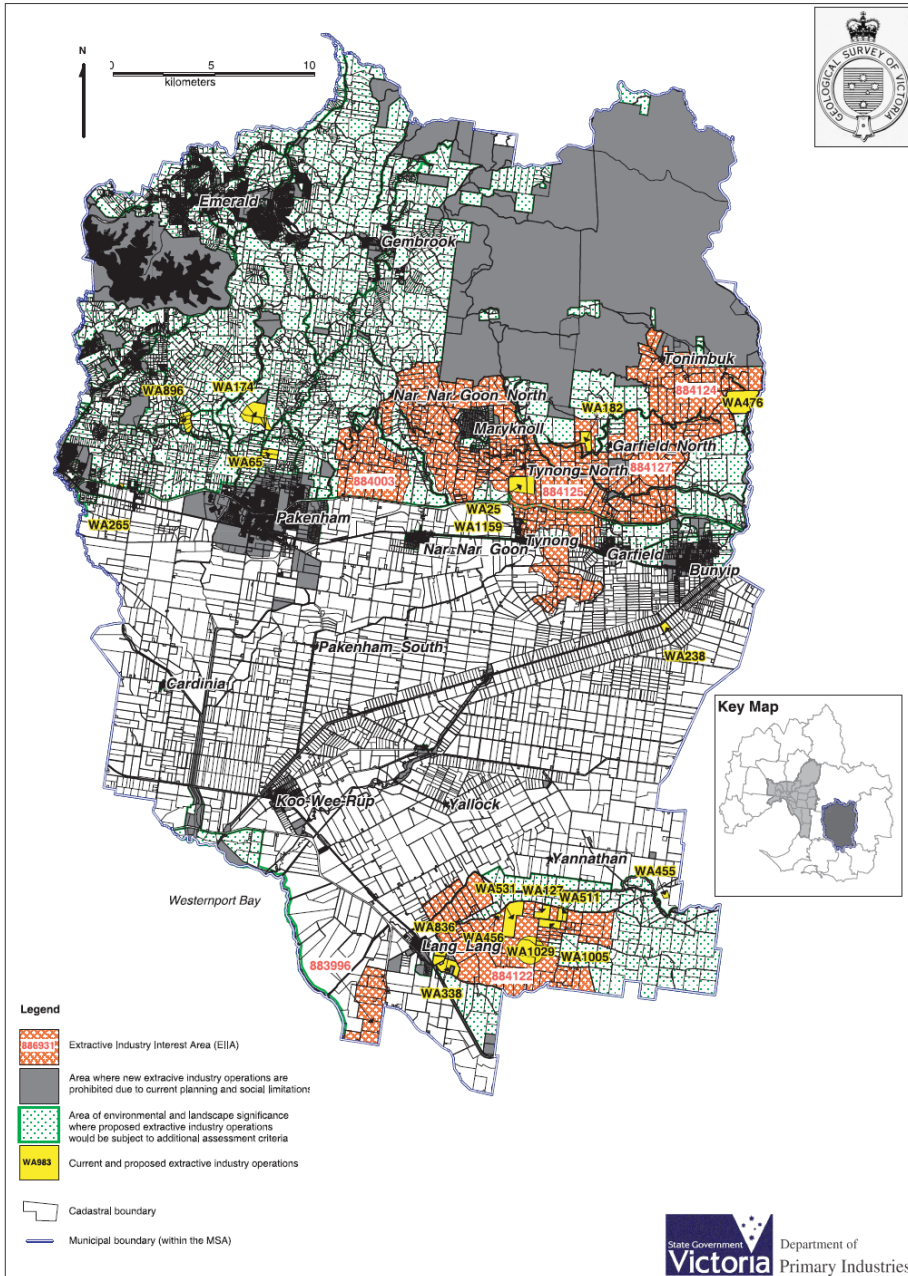 N
0 5 10
kilometers
GEOLOGICAL SURVEY OF VICTORIA
Emerald
Gembrook
Tonimbuk
884124
WA476
WA896
WA174
Nar Nar Goon North
WA182
Maryknoll
Garfield North
WA65
Tynong North
884127
884003
884125
WA25
WA265
Pakenham
WA1159
Tynong
Nar Nar Goon
Garfield
Bunyip
Pakenham South
WA238
Cardinia
Key Map
Koo-Wee-Rup
Yallock
Yannathan
WA455
WA531
WA127
WA511
Westernport Bay
WA836
WA456
Lang Lang
WA1029
WA1005
883996
884122
WA338
Legend
886931
Extractive Industry Interest Area (EIIA)
Area where new extracive industry operations are
prohibited due to current planning and social limitations
Area of environmental and landscape significance
where proposed extractive industry operations
would be subject to additional assessment criteria
WA983
Current and proposed extractive industry operations
Cadastral boundary
Municipal boundary (within the MSA)
State Government
Victoria
Department of
Primary Industries